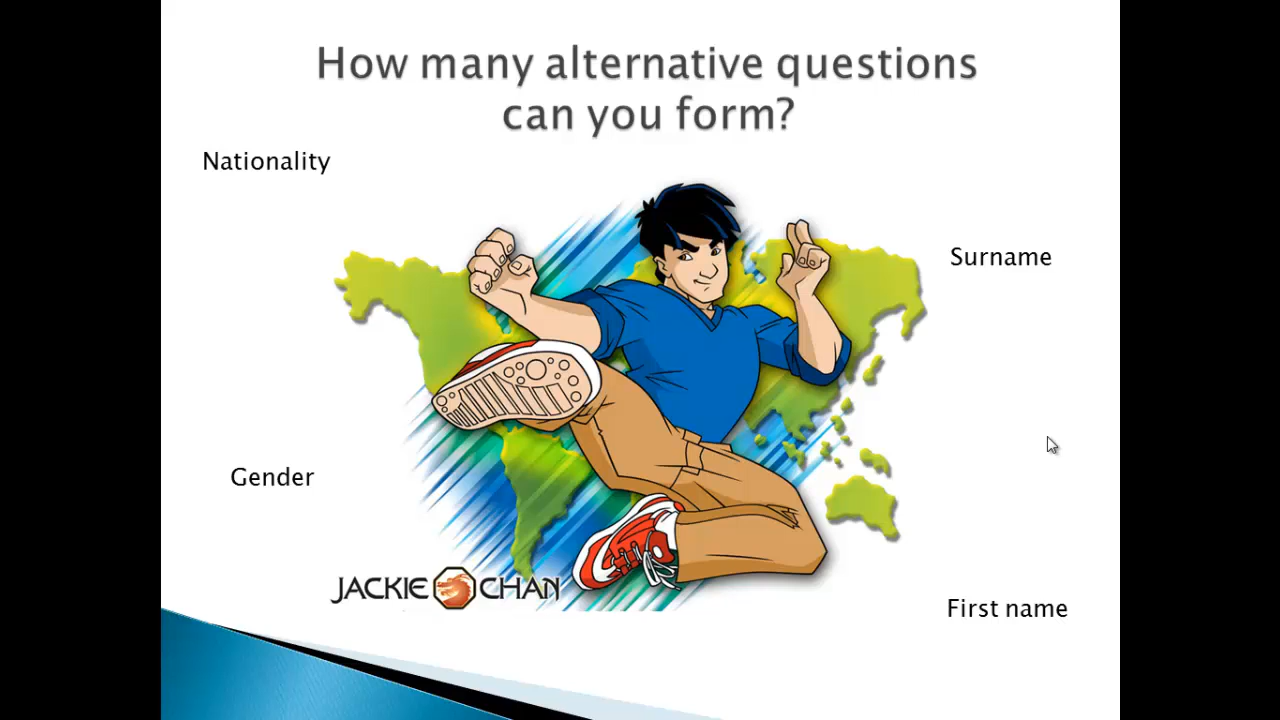 How many alternative questions
can you form?
Nationality
Surname
Gender
JACKIE CHAN
First name